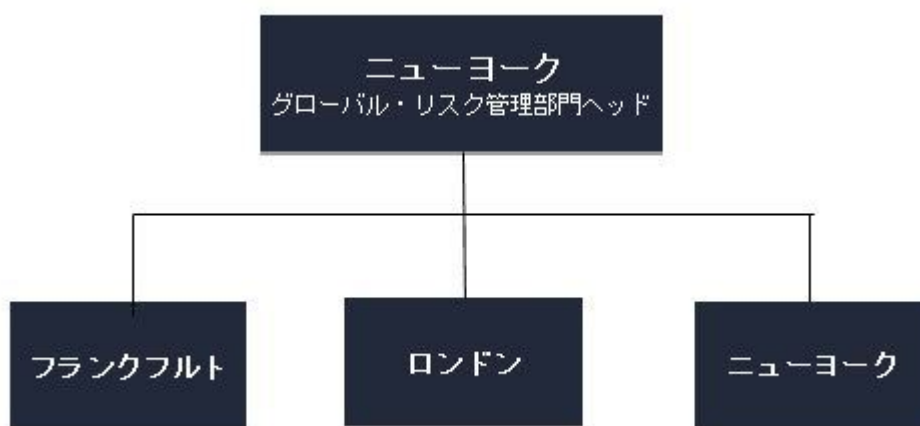 ニューヨーク
グローバル・リスク管理部門ヘッド
フランクフルト
ロンドン
ニューヨーク